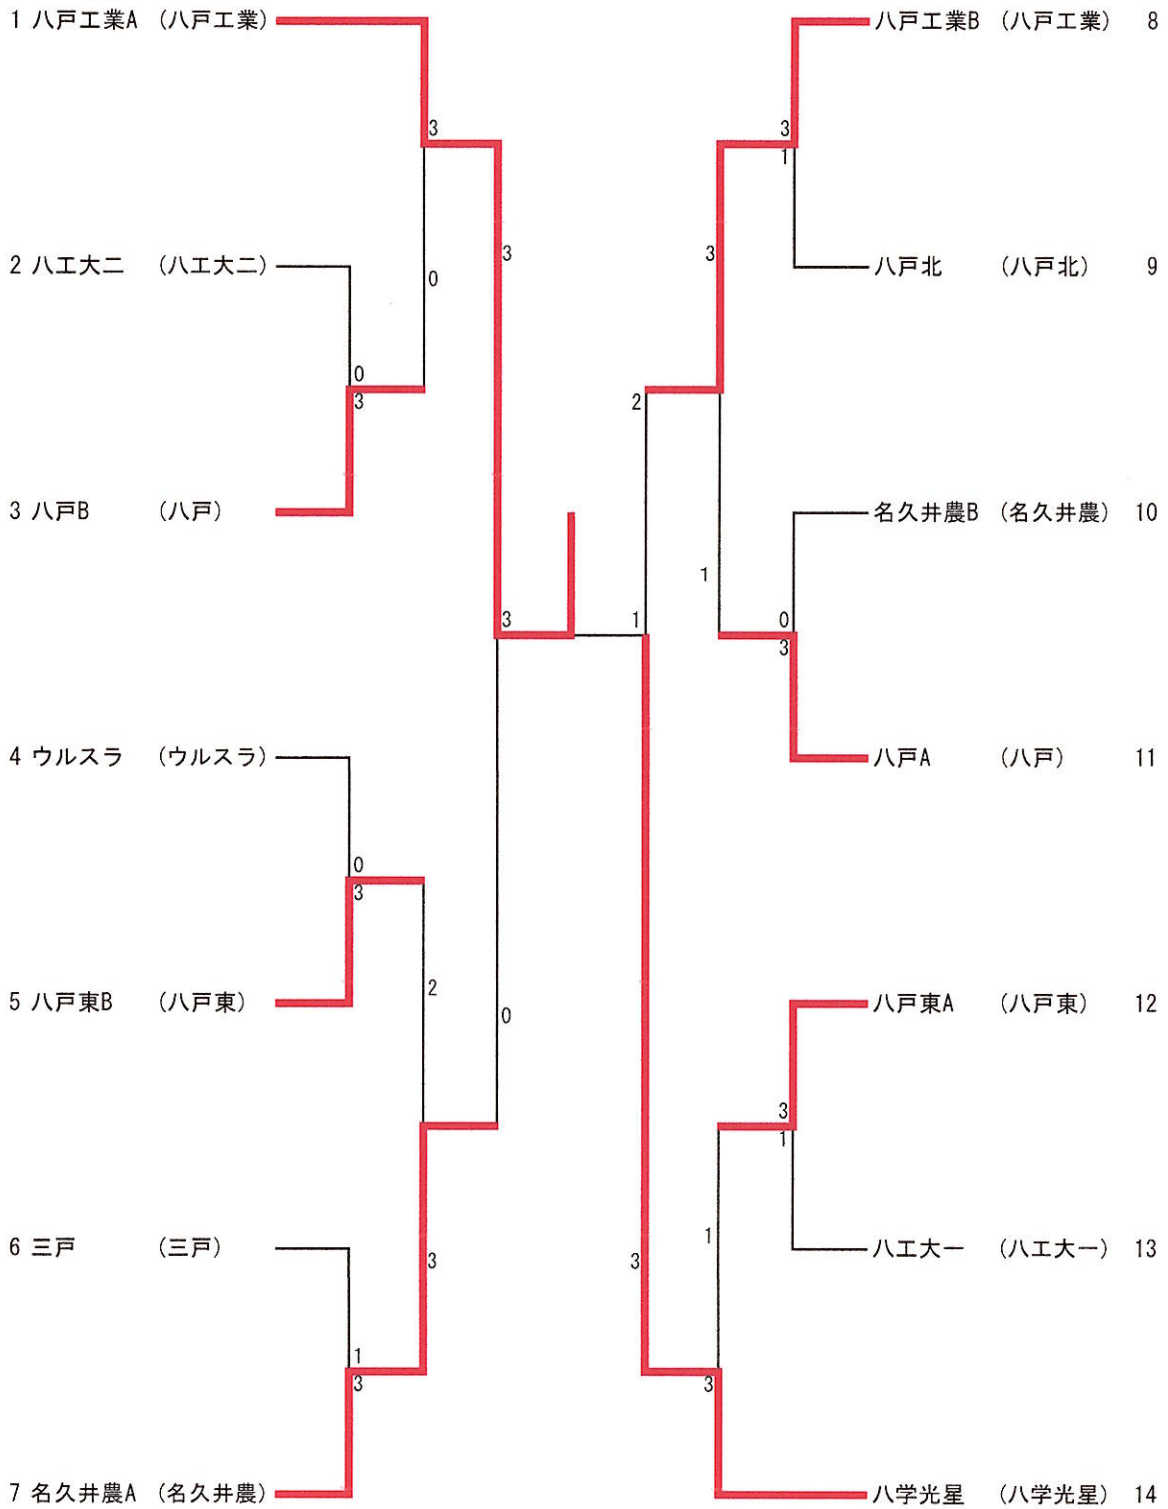 1 八戸工業A (八戸工業)
3
0
2 八工大二 (八工大二)
0
3
3 八戸B (八戸)
3
3
4 ウルスラ (ウルスラ)
0
3
5 八戸東B (八戸東)
2
0
6 三戸 (三戸)
3
1
3
7 名久井農A (名久井農)
八戸工業B (八戸工業) 8
3
1
3
八戸北 (八戸北) 9
2
名久井農B (名久井農) 10
1
0
3
1
八戸A (八戸) 11
八戸東A (八戸東) 12
3
1
1
八工大一 (八工大一) 13
3
3
八学光星 (八学光星) 14